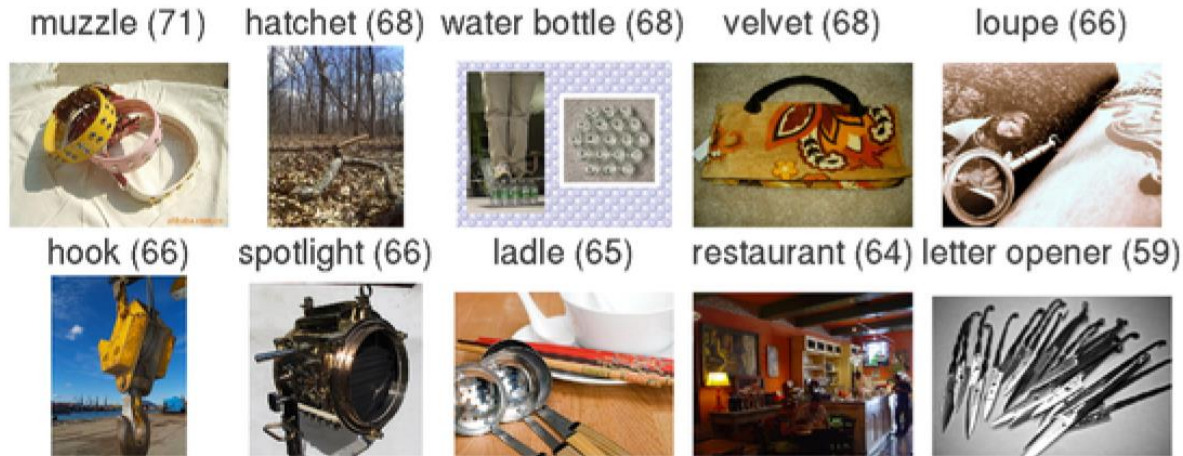 muzzle (71) hatchet (68) water bottle (68) velvet (68) loupe (66)
hook (66) spotlight (66) ladle (65) restaurant (64) letter opener (59)